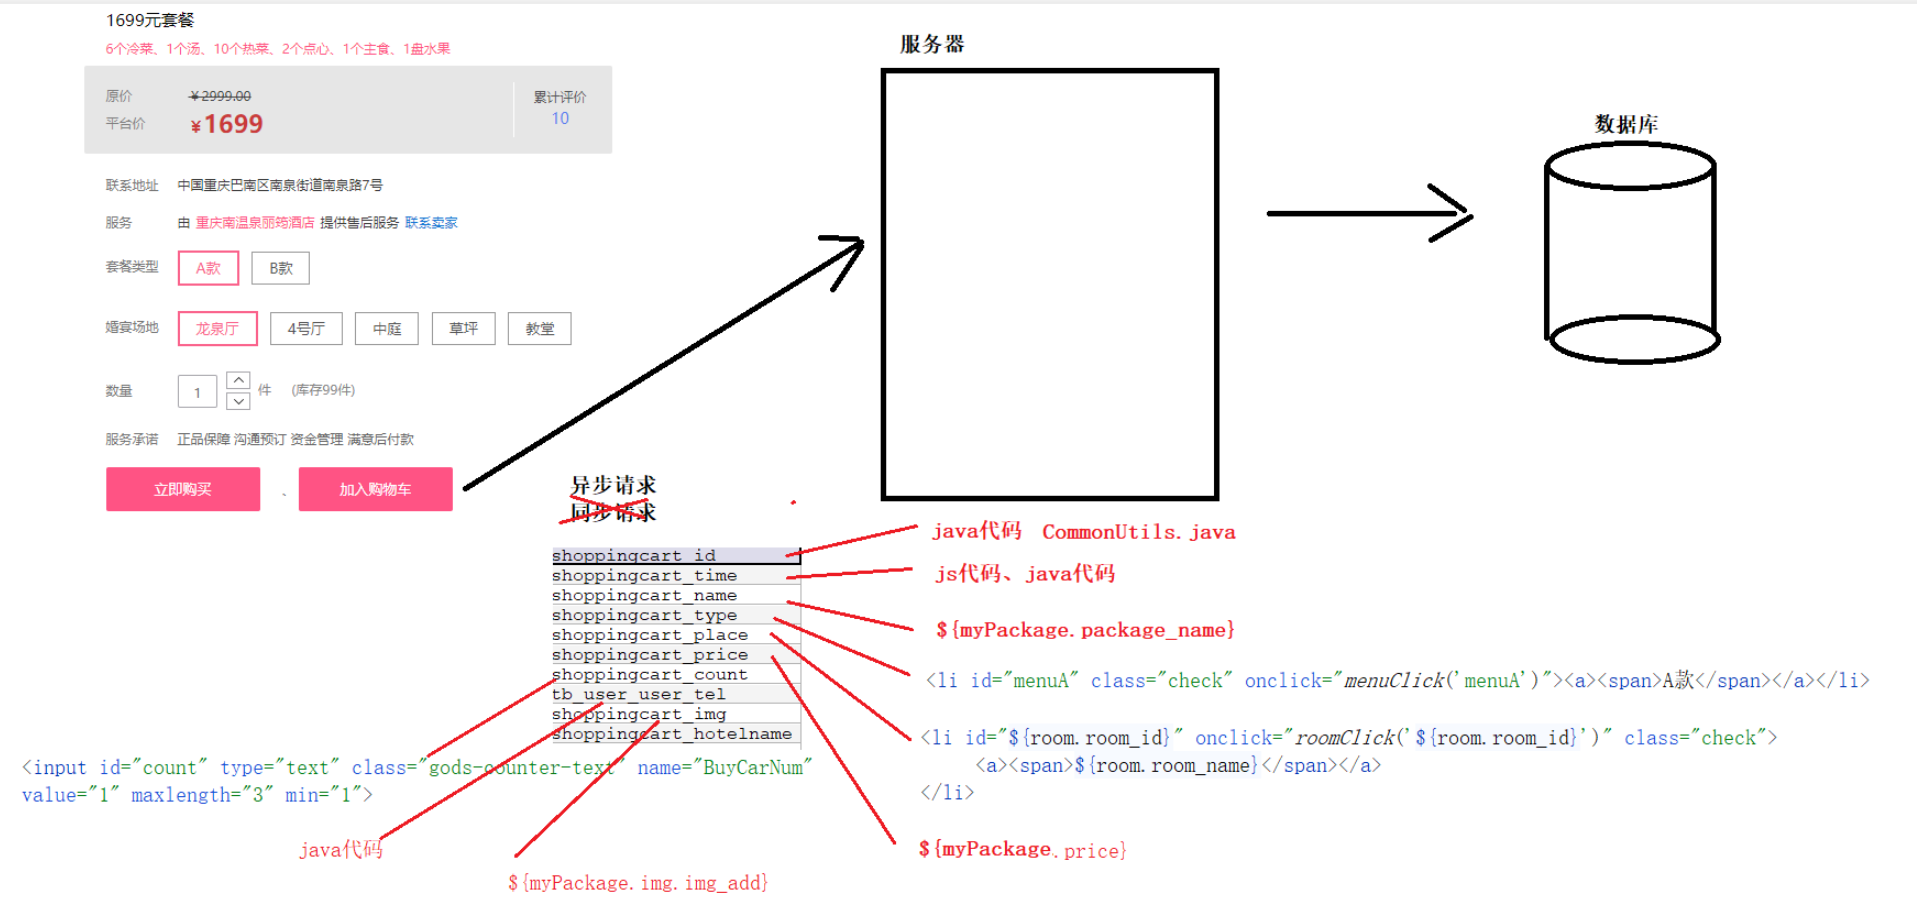 1699元套餐
6个冷菜、1个汤、10个热菜、2个点心、1个主食、1盘水果
原价 ￥2999.00
平台价 ￥1699
累计评价
10
联系地址 中国重庆巴南区南泉街道南泉路7号
服务 由 重庆南温泉丽筠酒店 提供售后服务 联系卖家
套餐类型 A款 B款
婚宴场地 龙泉厅 4号厅 中庭 草坪 教堂
数量 1 件 (库存99件)
服务承诺 正品保障 沟通预订 资金管理 满意后付款
立即购买 、 加入购物车
服务器
数据库
异步请求
同步请求
shoppingcart_id
shoppingcart_time
shoppingcart_name
shoppingcart_type
shoppingcart_place
shoppingcart_price
shoppingcart_count
tb_user_user_tel
shoppingcart_img
shoppingcart_hotelname
java代码 CommonUtils.java
js代码、java代码
${myPackage.package_name}
<li id="menuA" class="check" onclick="menuClick('menuA')"><a><span>A款</span></a></li>
<li id="${room.room_id}" onclick="roomClick('${room.room_id}')" class="check">
<a><span>${room.room_name}</span></a>
</li>
${myPackage.price}
<input id="count" type="text" class="gods-counter-text" name="BuyCarNum"
value="1" maxlength="3" min="1">
java代码
${myPackage.img.img_add}